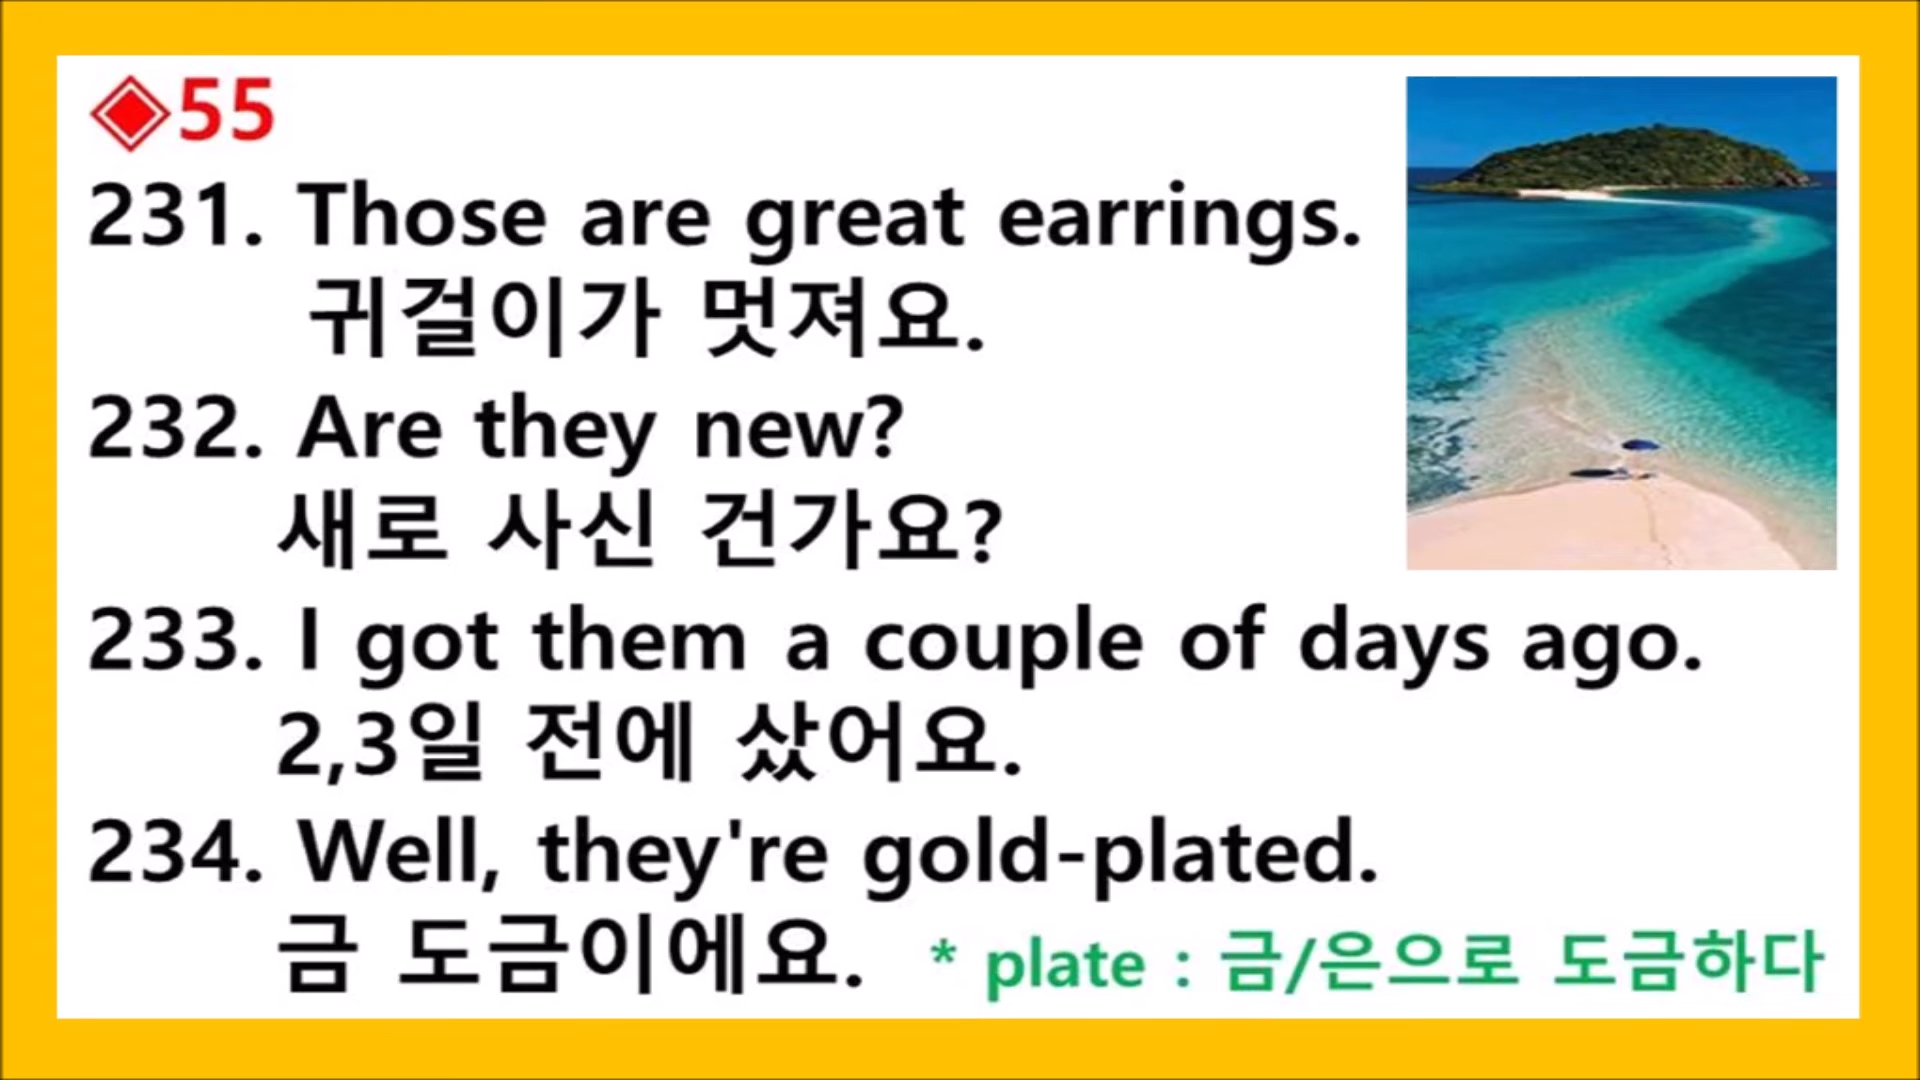 ◈55
231. Those are great earrings.
귀걸이가 멋져요.
232. Are they new?
새로 사신 건가요?
233. I got them a couple of days ago.
2,3일 전에 샀어요.
234. Well, they're gold-plated.
금 도금이에요. * plate : 금/은으로 도금하다